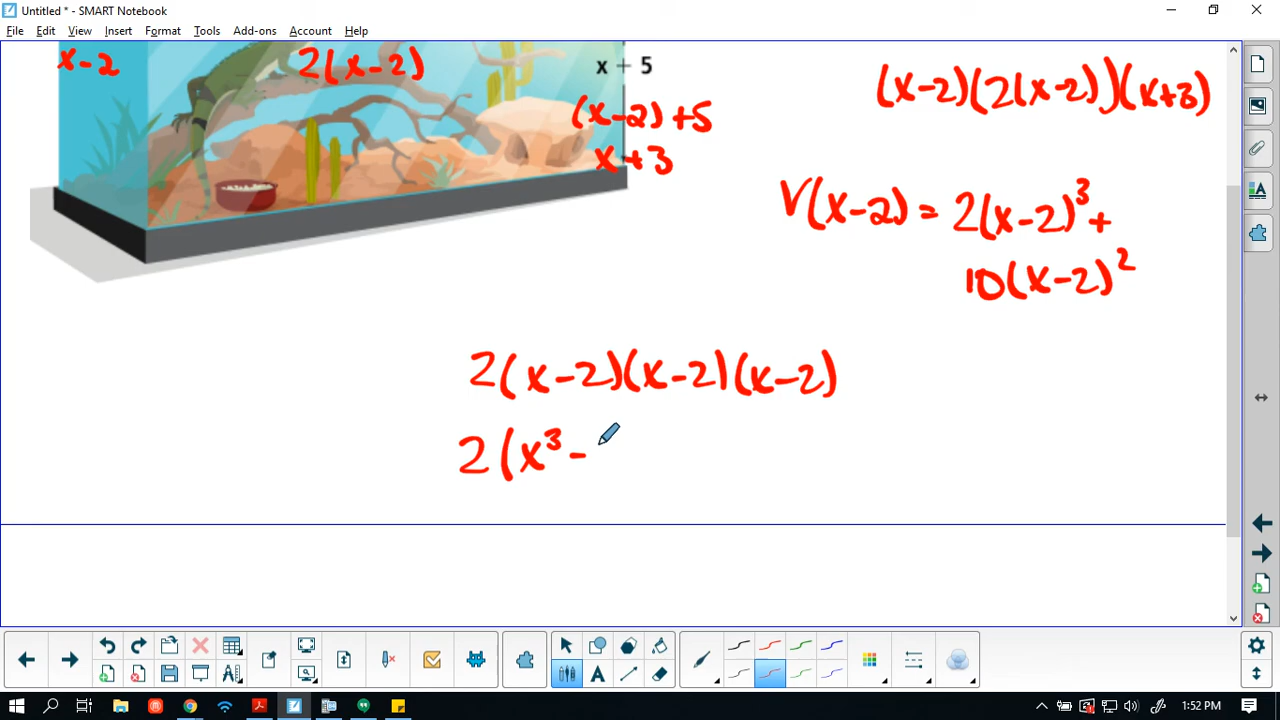 Untitled * - SMART Notebook
File Edit View Insert Format Tools Add-ons Account Help
x-2
2(x-2)
x + 5
(x-2)+5
x+3
(x-2)(2(x-2))(x+3)
V(x-2) = 2(x-2)³+
10(x-2)²
2(x-2)(x-2)(x-2)
2(x³-
1:52 PM